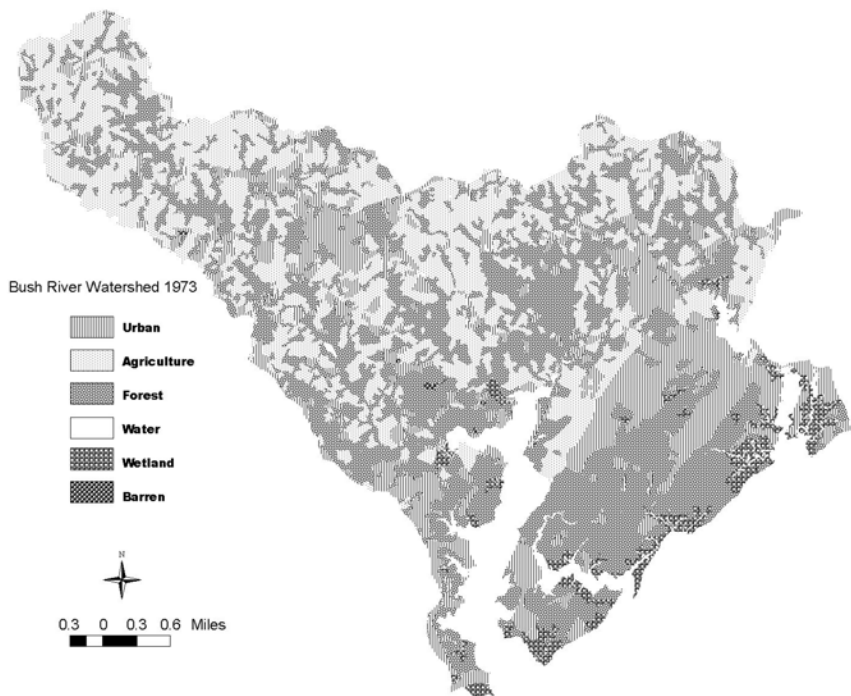 Bush River Watershed 1973
Urban
Agriculture
Forest
Water
Wetland
Barren
N
0.3 0 0.3 0.6 Miles